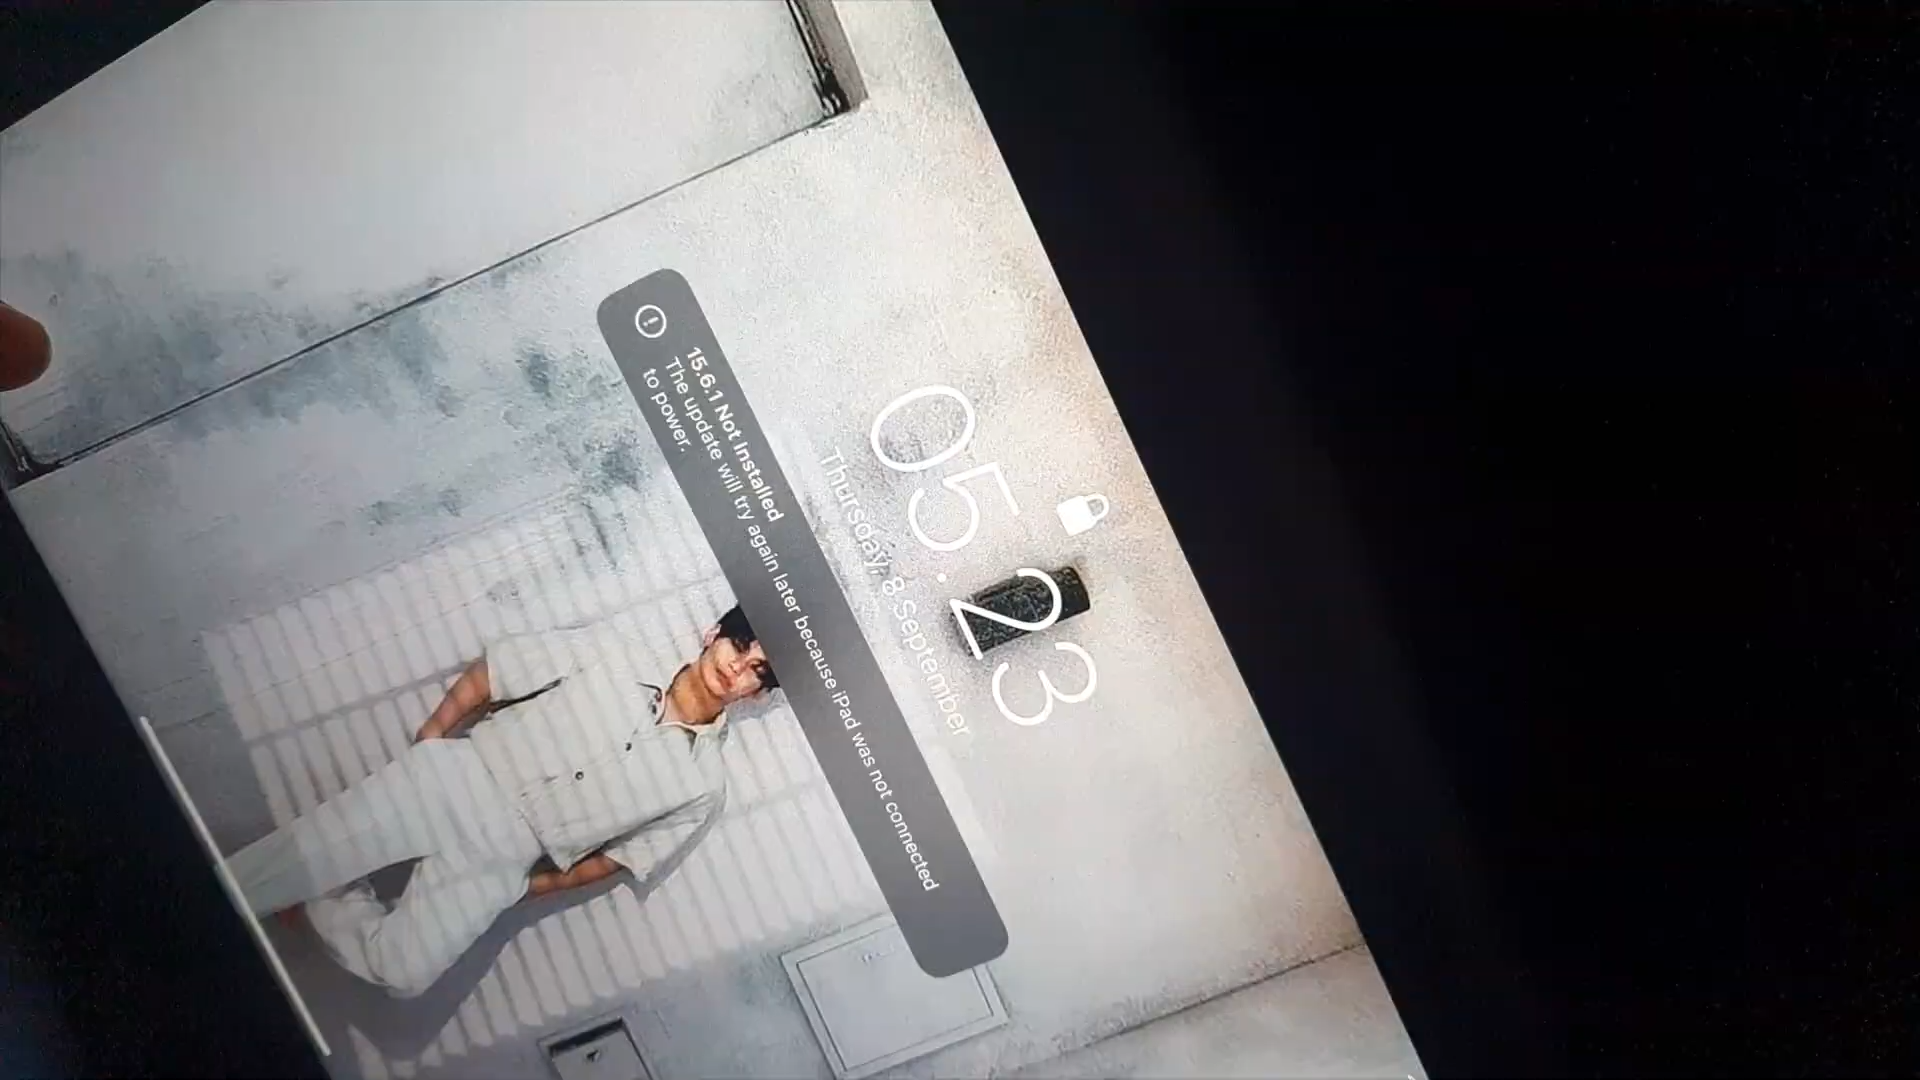 05.23
Thursday, 8 September
15.6.1 Not Installed
The update will try again later because iPad was not connected
to power.